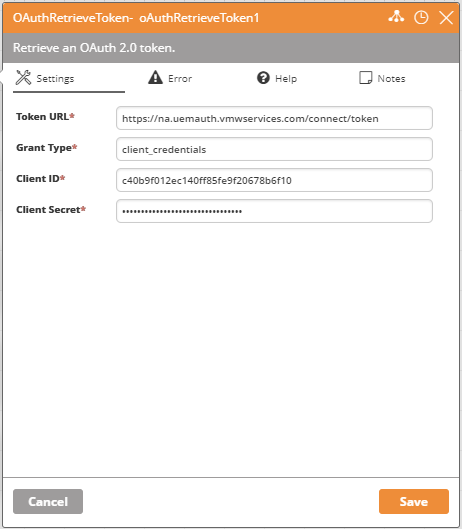 OAuthRetrieveToken- oAuthRetrieveToken1
Retrieve an OAuth 2.0 token.
Settings Error Help Notes
Token URL* https://na.uemauth.vmwservices.com/connect/token
Grant Type* client_credentials
Client ID* c40b9f012ec140ff85fe9f20678b6f10
Client Secret* ••••••••••••••••••••••••••••••••
Cancel Save